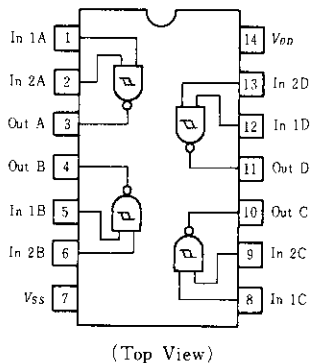 In 1A 1 14 VDD
In 2A 2 13 In 2D
Out A 3 12 In 1D
Out B 4 11 Out D
In 1B 5 10 Out C
In 2B 6 9 In 2C
VSS 7 8 In 1C
(Top View)